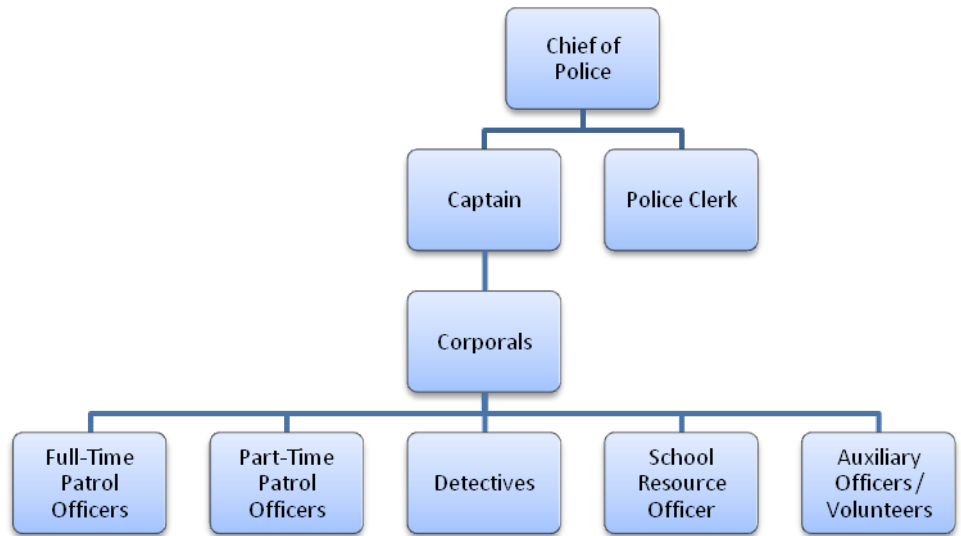 Chief of
Police
Captain
Police Clerk
Corporals
Full-Time
Patrol
Officers
Part-Time
Patrol
Officers
Detectives
School
Resource
Officer
Auxiliary
Officers/
Volunteers